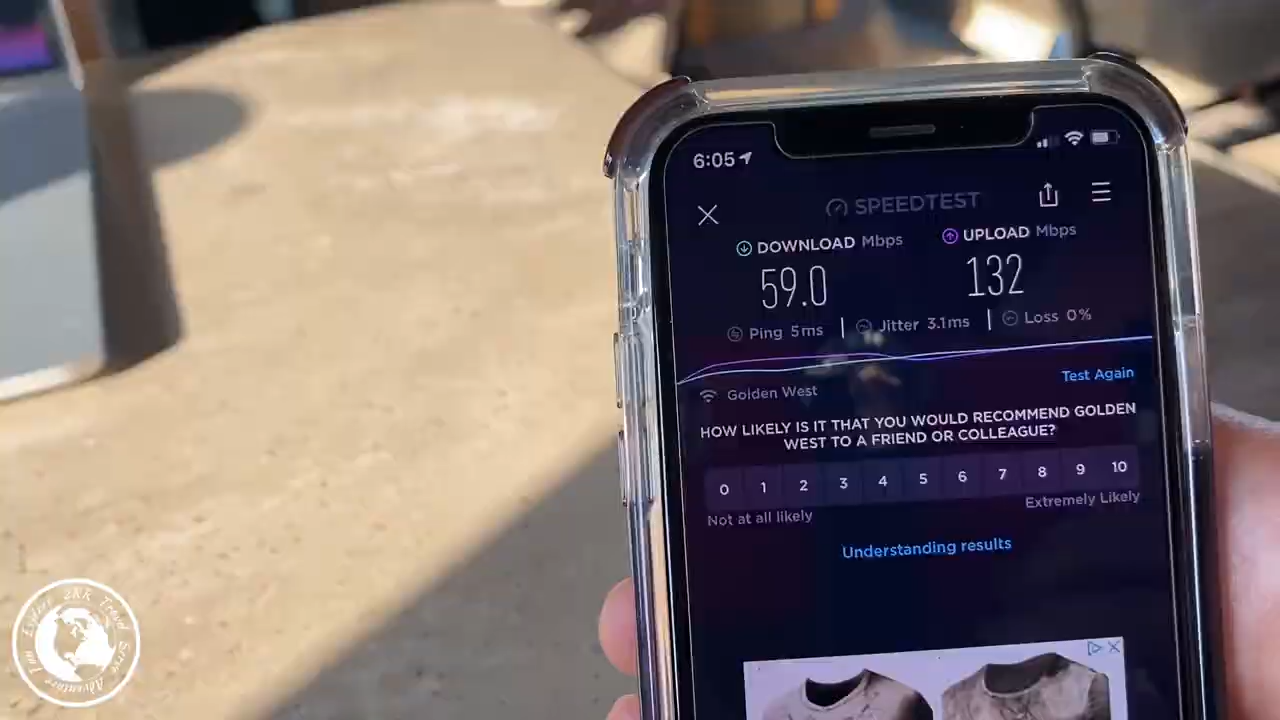 6:05
SPEEDTEST
DOWNLOAD Mbps
UPLOAD Mbps
59.0
132
Ping 5ms
Jitter 3.1ms
Loss 0%
Test Again
Golden West
HOW LIKELY IS IT THAT YOU WOULD RECOMMEND GOLDEN
WEST TO A FRIEND OR COLLEAGUE?
0 1 2 3 4 5 6 7 8 9 10
Not at all likely
Extremely Likely
Understanding results